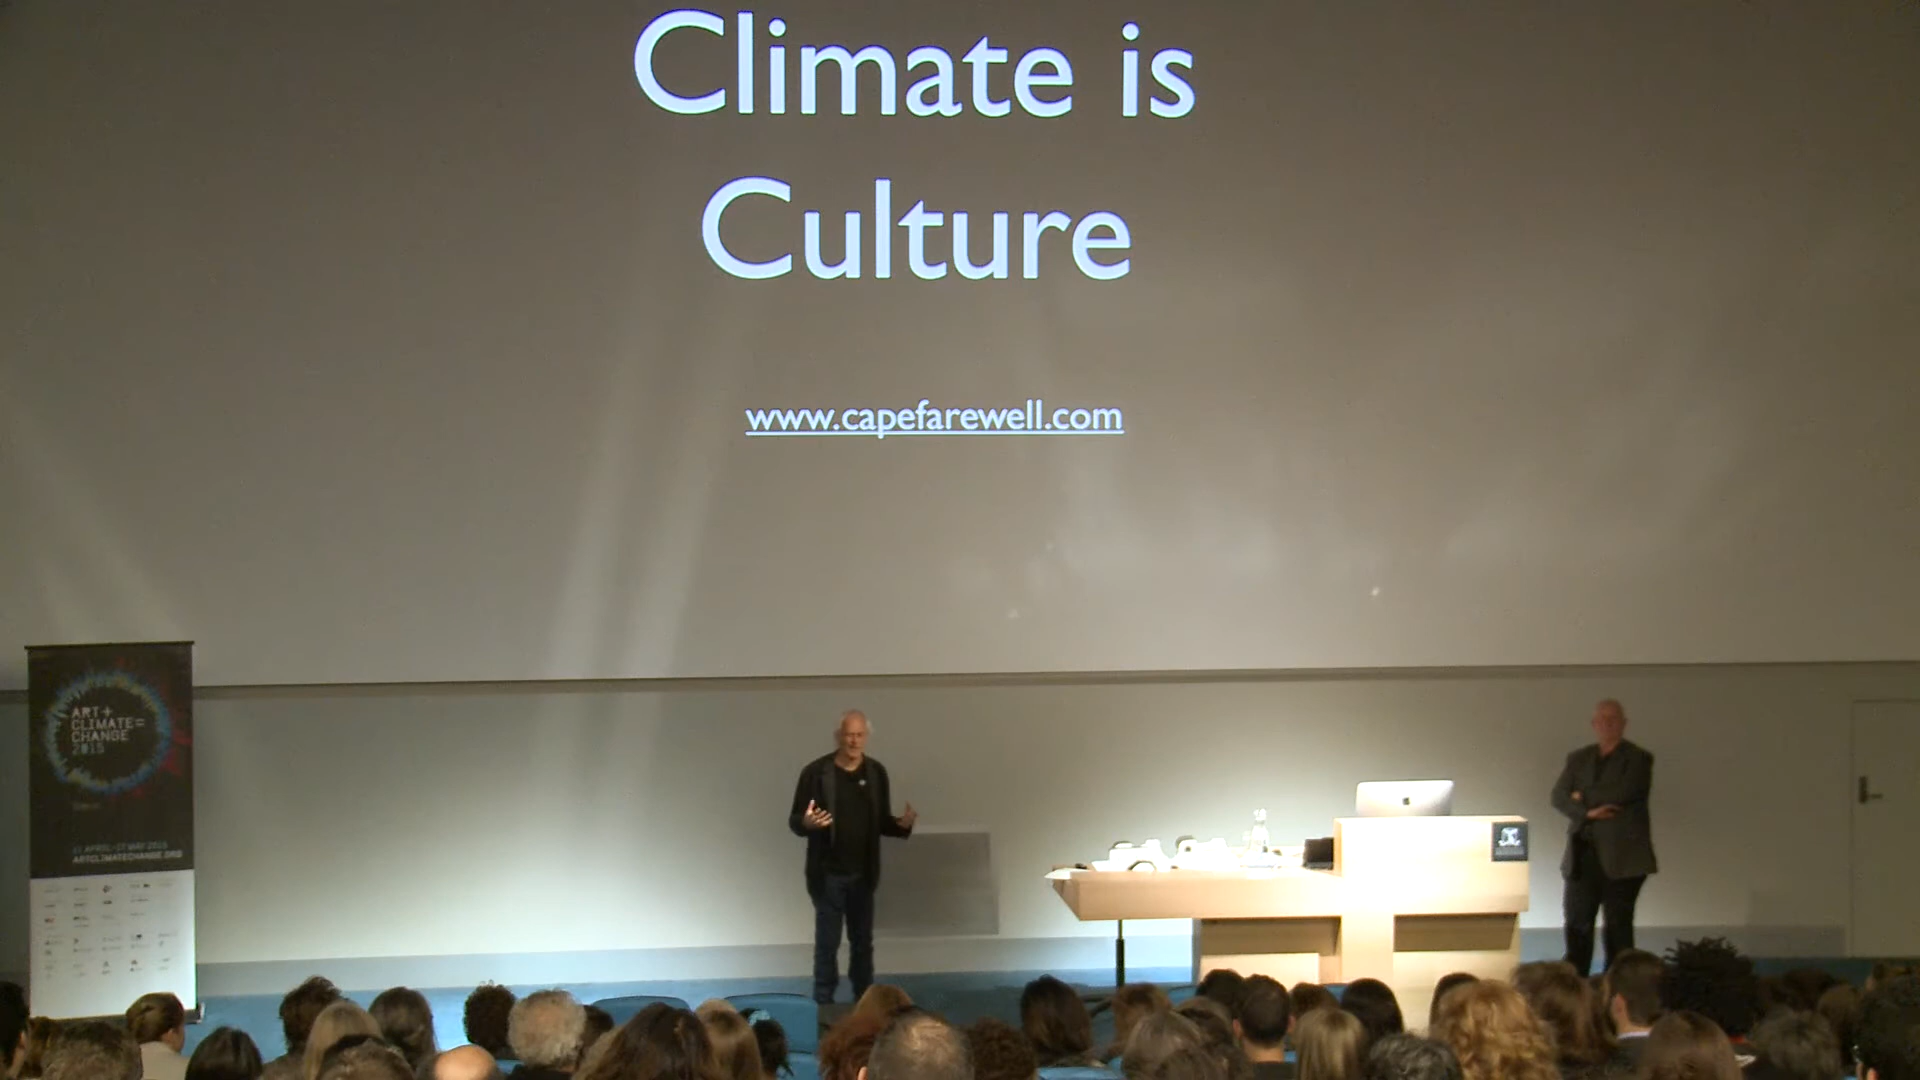 Climate is
Culture
www.capefarewell.com
ART+
CLIMATE=
CHANGE
2015
ARTCLIMATECHANGE.ORG